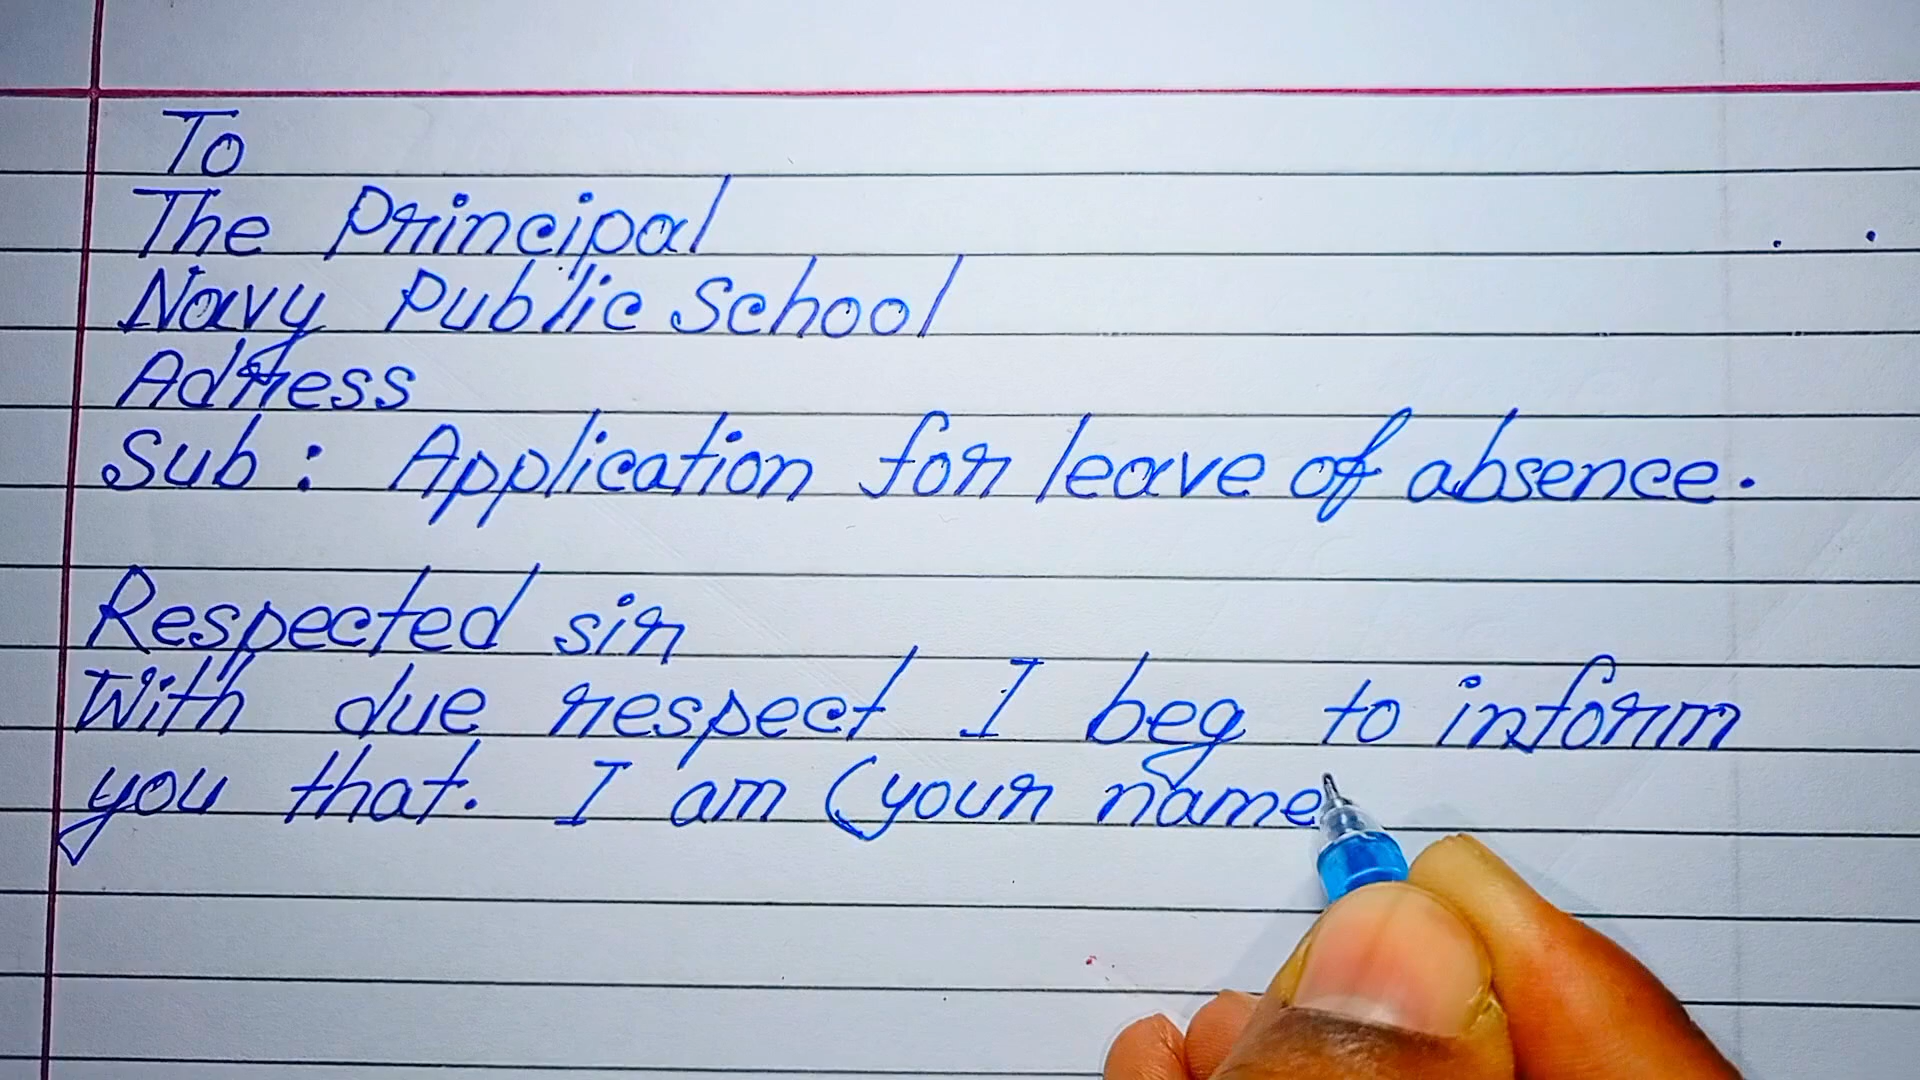 To
The Principal
Navy Public School
Adress
Sub: Application for leave of absence.
Respected sir
With due respect I beg to inform
you that. I am (your name